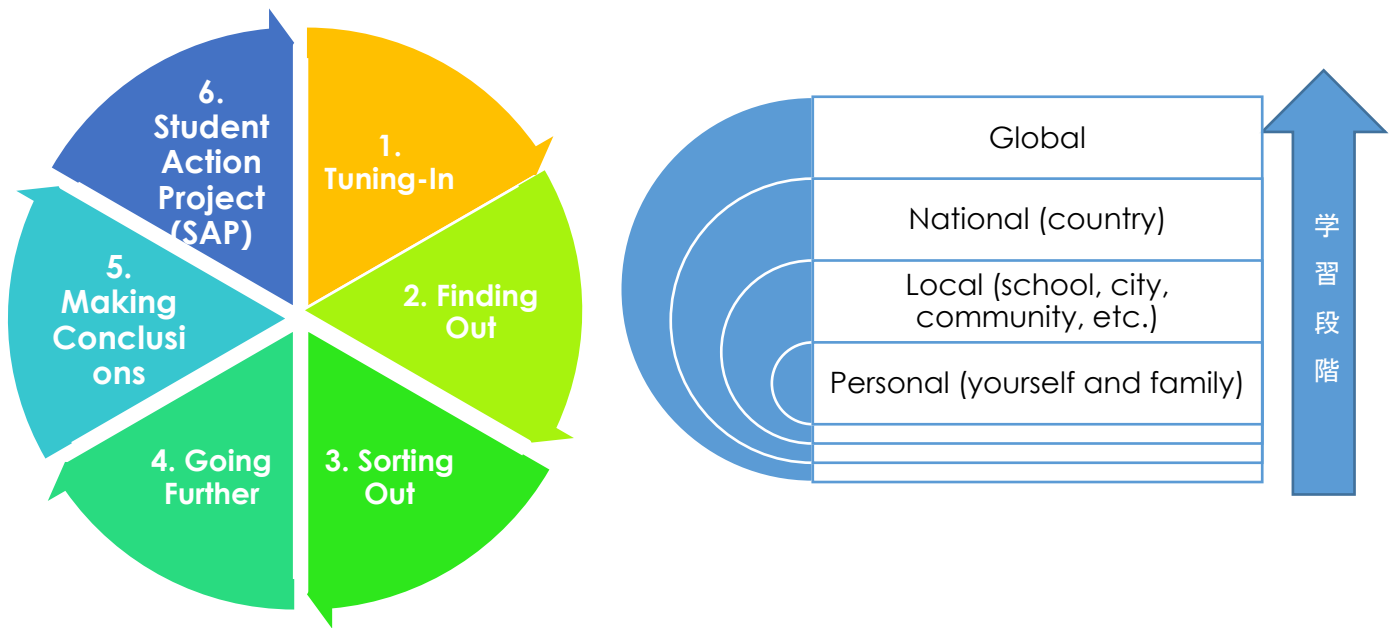 1.
Tuning-In
2. Finding
Out
3. Sorting
Out
4. Going
Further
5.
Making
Conclusi
ons
6.
Student
Action
Project
(SAP)
Global
National (country)
Local (school, city,
community, etc.)
Personal (yourself and family)
学習段階